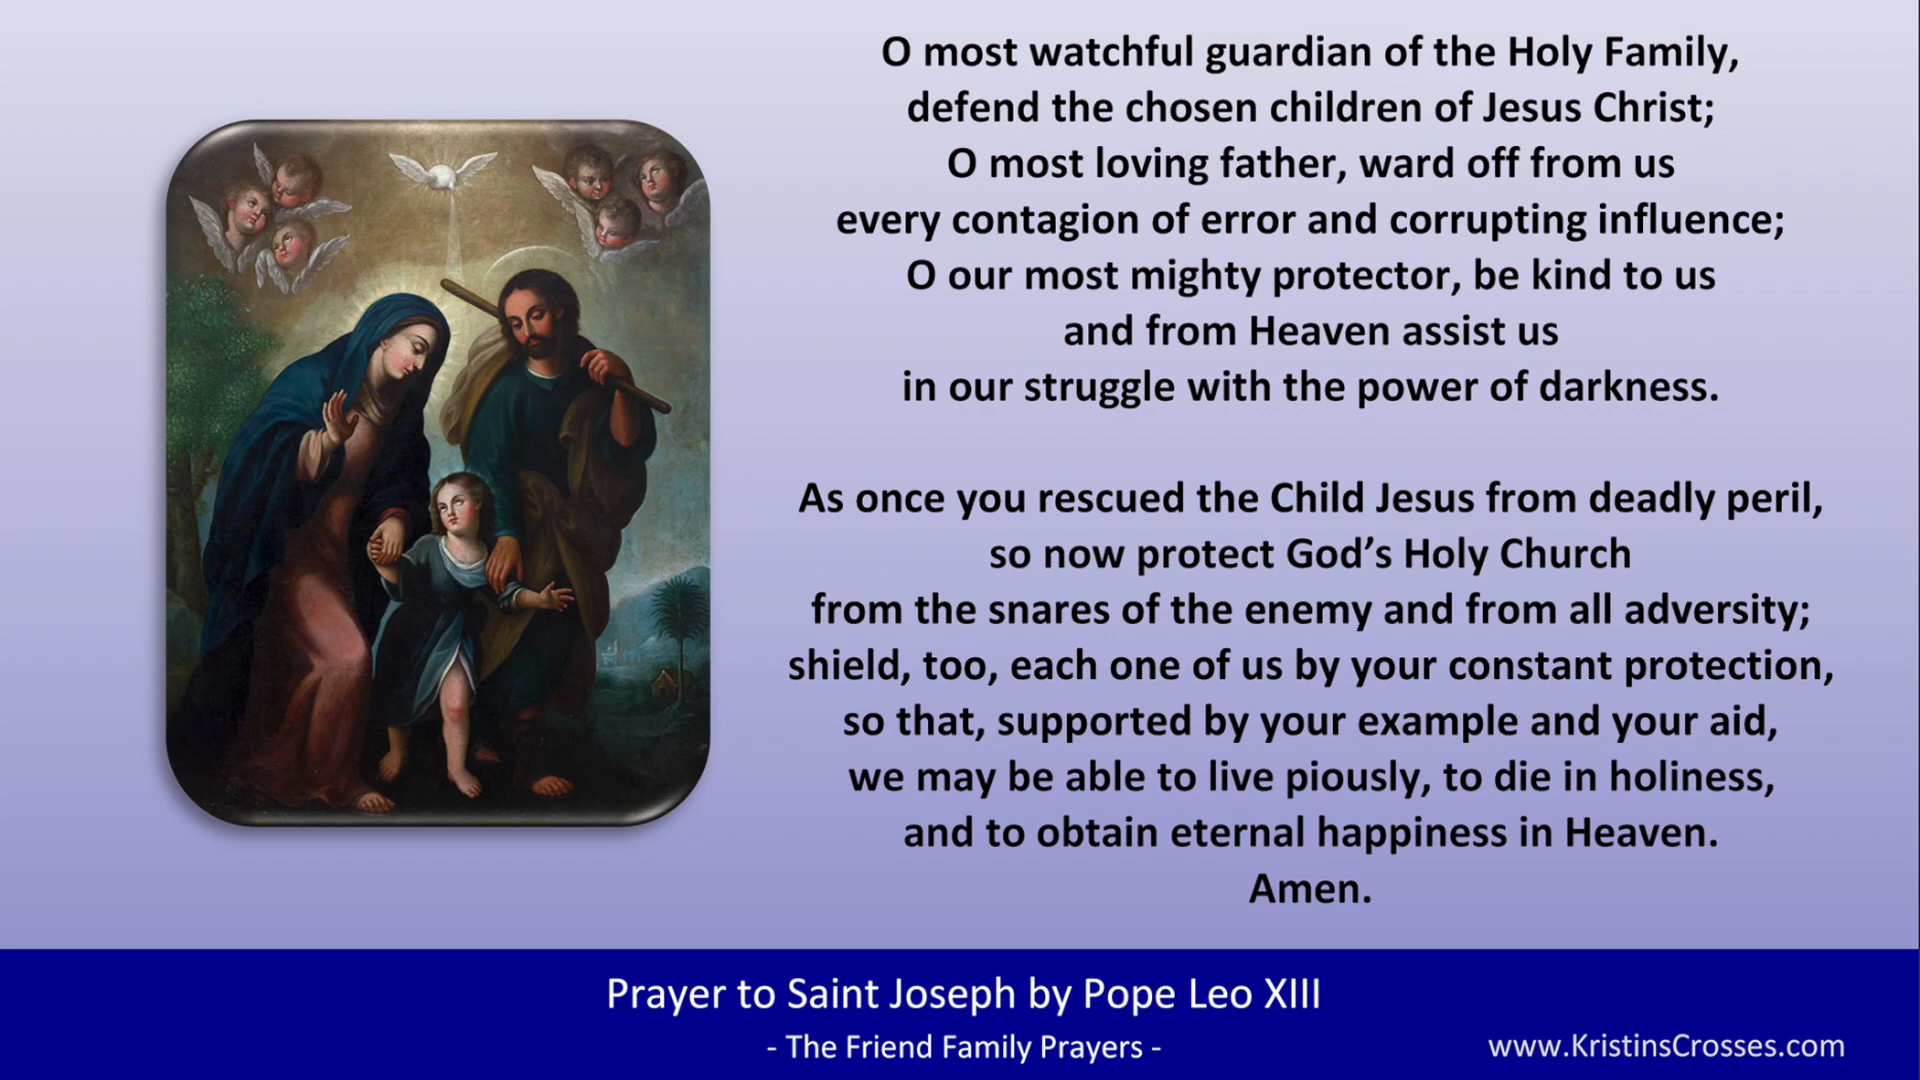 O most watchful guardian of the Holy Family,
defend the chosen children of Jesus Christ;
O most loving father, ward off from us
every contagion of error and corrupting influence;
O our most mighty protector, be kind to us
and from Heaven assist us
in our struggle with the power of darkness.
As once you rescued the Child Jesus from deadly peril,
so now protect God’s Holy Church
from the snares of the enemy and from all adversity;
shield, too, each one of us by your constant protection,
so that, supported by your example and your aid,
we may be able to live piously, to die in holiness,
and to obtain eternal happiness in Heaven.
Amen.
Prayer to Saint Joseph by Pope Leo XIII
- The Friend Family Prayers -
www.KristinsCrosses.com